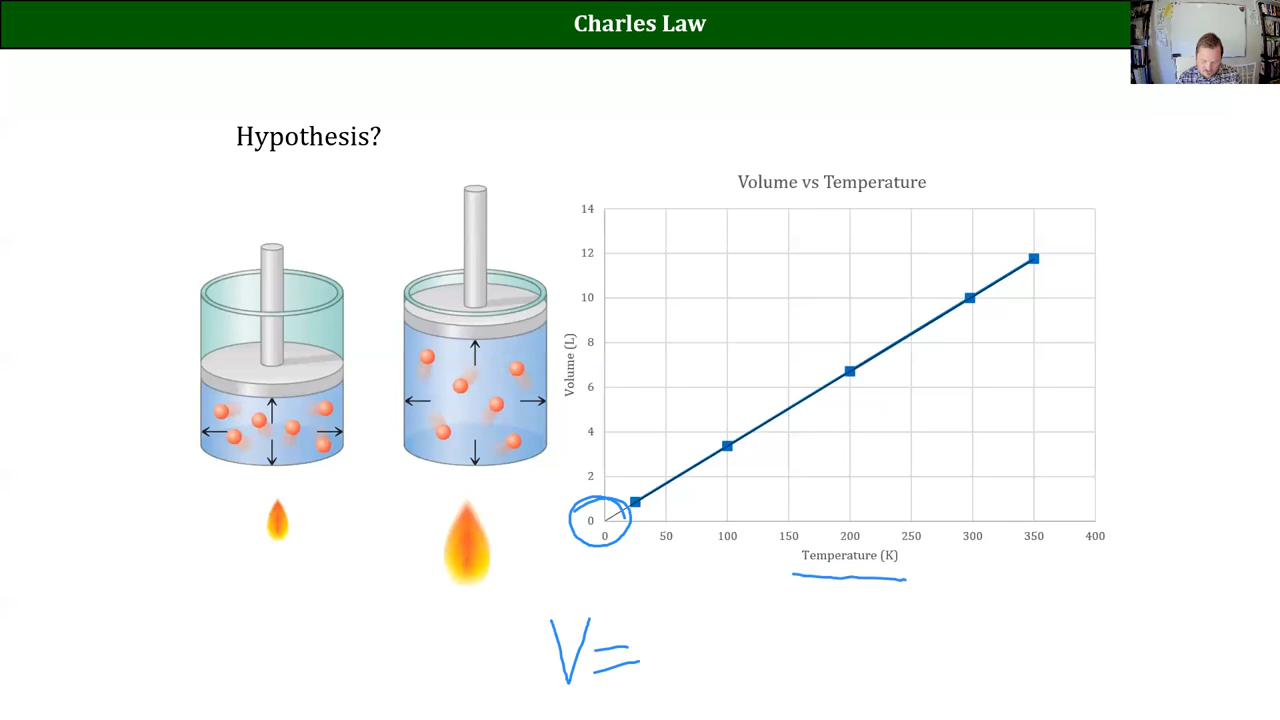 Charles Law
Hypothesis?
Volume vs Temperature
14
12
10
8
6
4
2
0
Volume (L)
0 50 100 150 200 250 300 350 400
Temperature (K)
V=